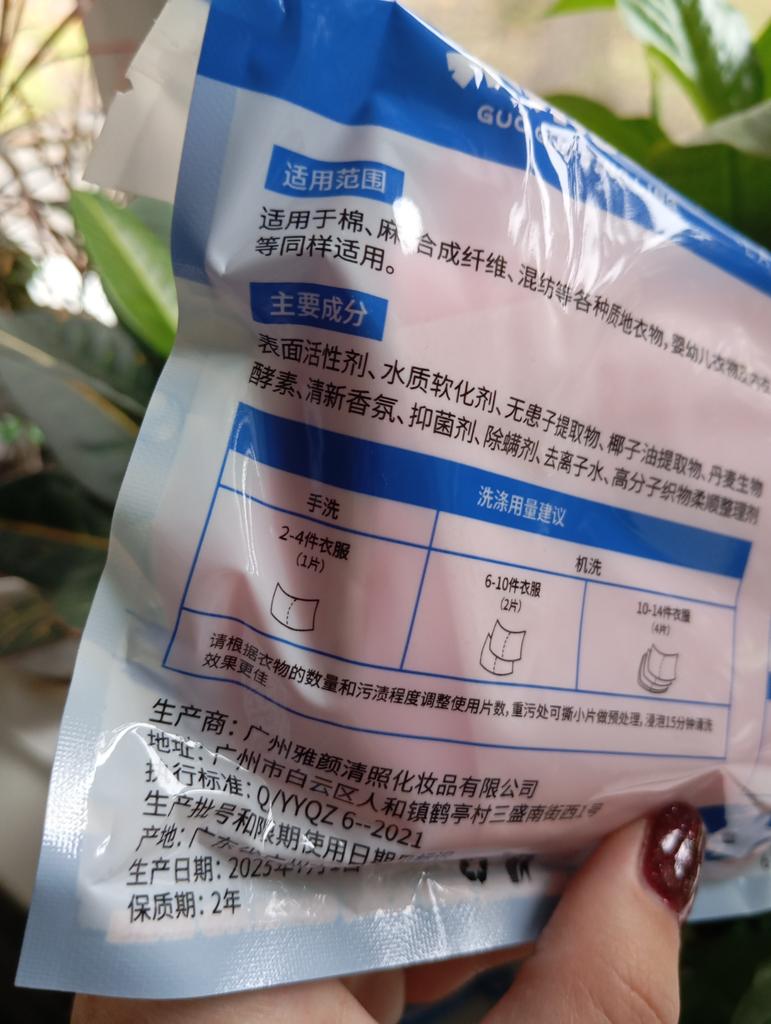 GUO
适用范围
适用于棉、麻、合成纤维、混纺等各种质地衣物，婴幼儿衣物及内衣
等同样适用。
主要成分
表面活性剂、水质软化剂、无患子提取物、椰子油提取物、丹麦生物
酵素、清新香氛、抑菌剂、除螨剂、去离子水、高分子织物柔顺整理剂
洗涤用量建议
手洗
机洗
2-4件衣服
（1片）
6-10件衣服
（2片）
10-14件衣服
（4片）
请根据衣物的数量和污渍程度调整使用片数，重污处可撕小片做预处理，浸泡15分钟清洗
效果更佳
生产商：广州雅颜清照化妆品有限公司
地址：广州市白云区人和镇鹤亭村三盛南街西1号
执行标准：Q/YYQZ 6--2021
生产批号和限期使用日期
产地：广东
生产日期：2025年
保质期：2年